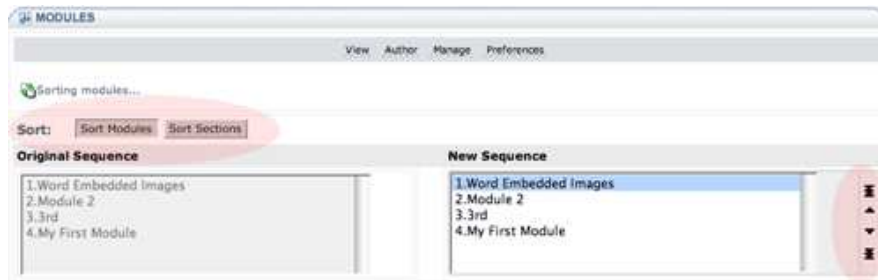 MODULES
View Author Manage Preferences
Sorting modules...
Sort: Sort Modules Sort Sections
Original Sequence New Sequence
1.Word Embedded Images
2.Module 2
3.3rd
4.My First Module
1.Word Embedded Images
2.Module 2
3.3rd
4.My First Module